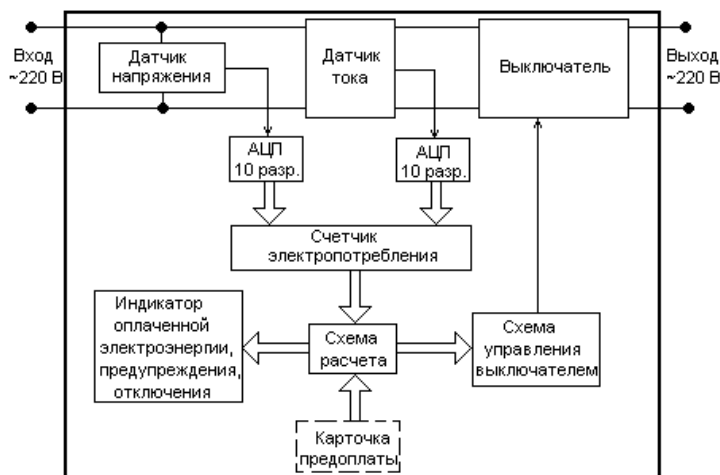 Вход
~220 В
Датчик
напряжения
Датчик
тока
Выключатель
Выход
~220 В
АЦП
10 разр.
АЦП
10 разр.
Счетчик
электропотребления
Индикатор
оплаченной
электроэнергии,
предупреждения,
отключения
Схема
расчета
Схема
управления
выключателем
Карточка
предоплаты